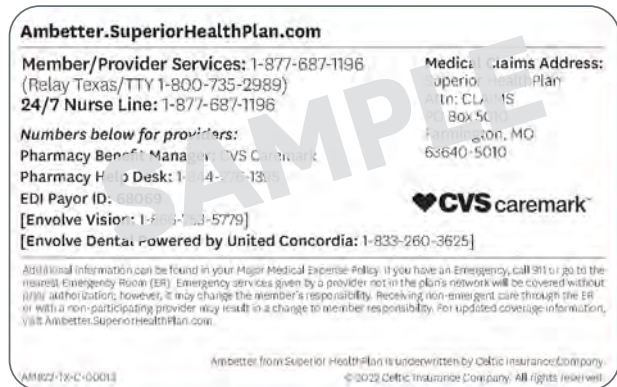 Ambetter.SuperiorHealthPlan.com
Member/Provider Services: 1-877-687-1196
(Relay Texas/TTY 1-800-735-2989)
24/7 Nurse Line: 1-877-687-1196
Numbers below for providers:
Pharmacy Benefit Manager: CVS Caremark
Pharmacy Help Desk:
EDI Payor ID: 68069
[Envolve Vision:
[Envolve Dental Powered by United Concordia: 1-833-260-3625]
Medical Claims Address:
Superior HealthPlan
Attn: CLAIMS
PO Box 5010
Farmington, MO
63640-5010
CVS caremark™
SAMPLE
Additional information can be found in your Major Medical Expense Policy. If you have an Emergency, call 911 or go to the
nearest Emergency Room (ER). Emergency services given by a provider not in the plan's network will be covered without
prior authorization; however, it may change the member's responsibility. Receiving non-emergent care through the ER
or with a non-participating provider may result in a change to member responsibility. For updated coverage information,
visit Ambetter.SuperiorHealthPlan.com.
Ambetter from Superior HealthPlan is underwritten by Celtic Insurance Company.
AMB22-TX-C-00013
© 2022 Celtic Insurance Company. All rights reserved.